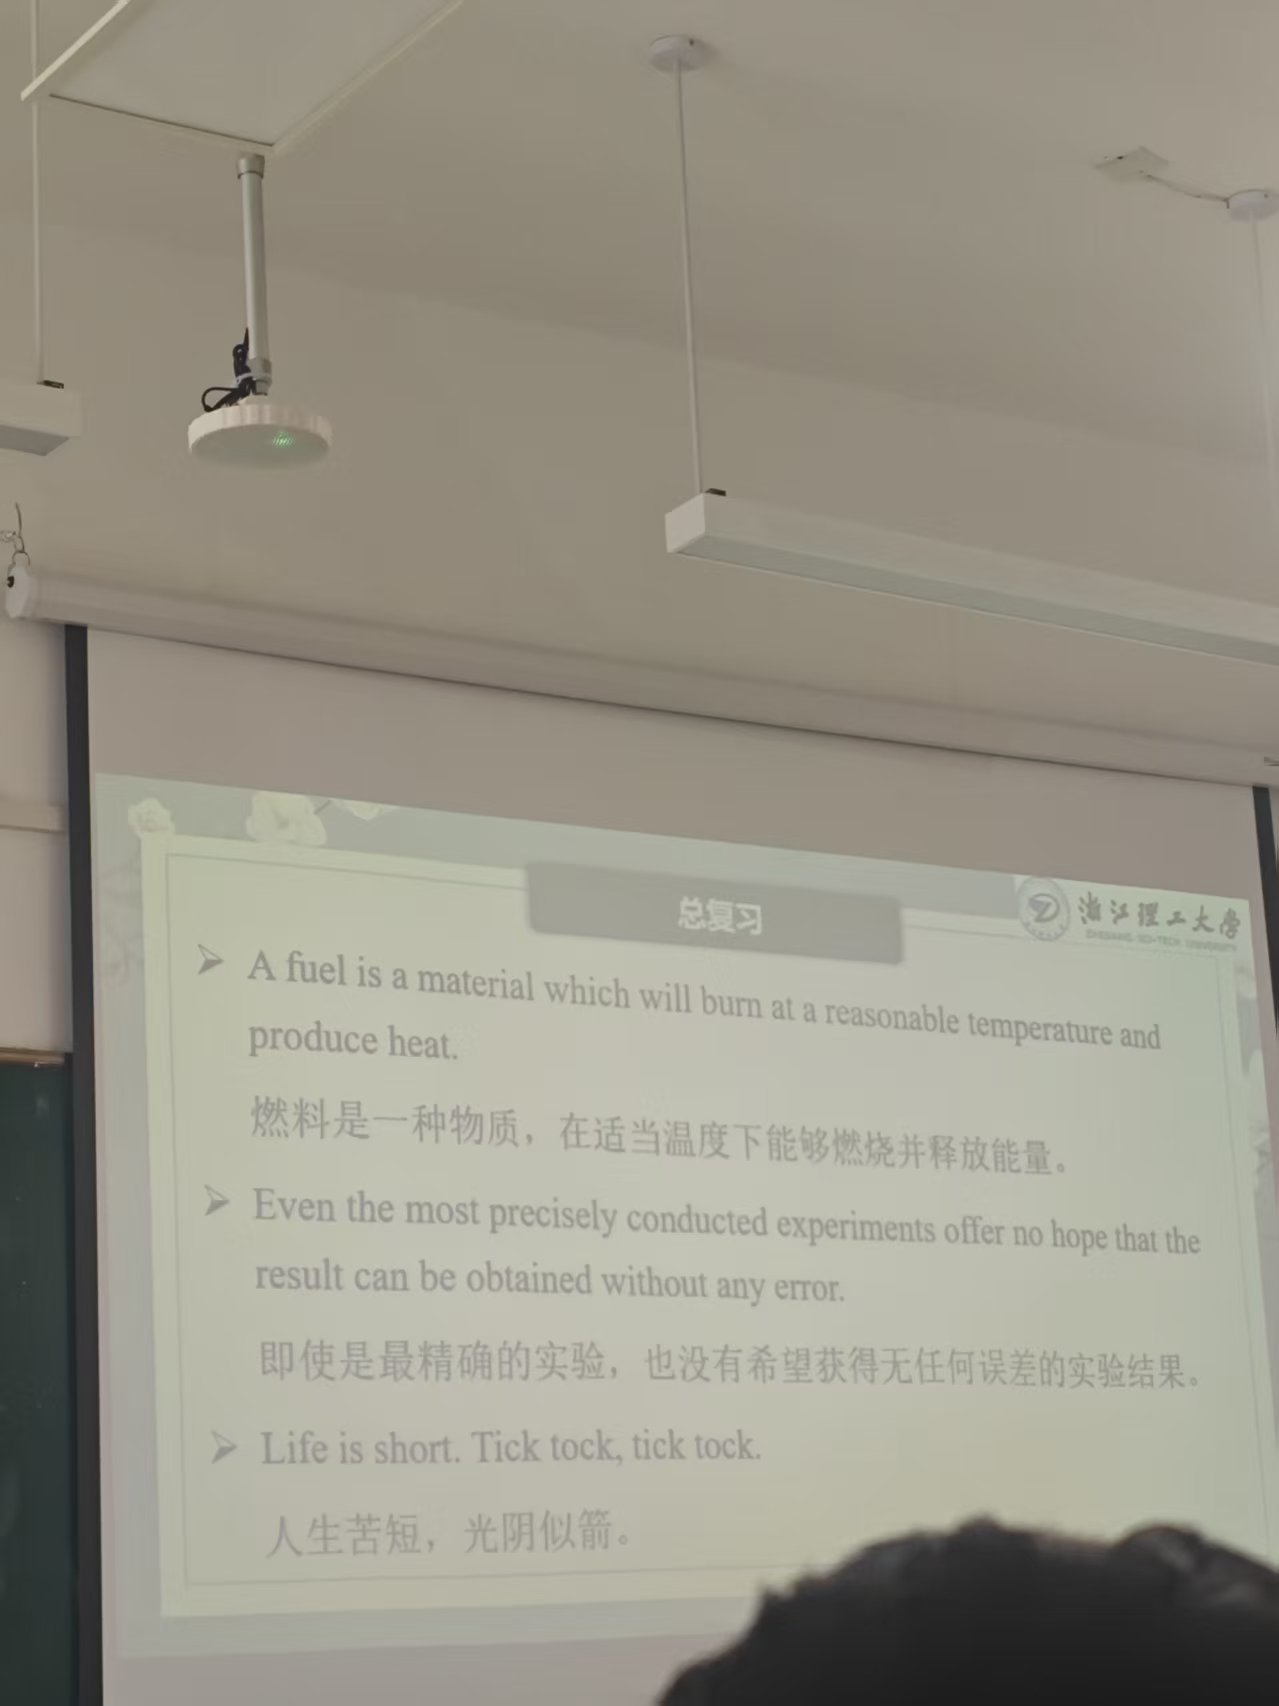 总复习
浙江理工大学
ZHEJIANG SCI-TECH UNIVERSITY
A fuel is a material which will burn at a reasonable temperature and
produce heat.
燃料是一种物质，在适当温度下能够燃烧并释放能量。
Even the most precisely conducted experiments offer no hope that the
result can be obtained without any error.
即使是最精确的实验，也没有希望获得无任何误差的实验结果。
Life is short. Tick tock, tick tock.
人生苦短，光阴似箭。